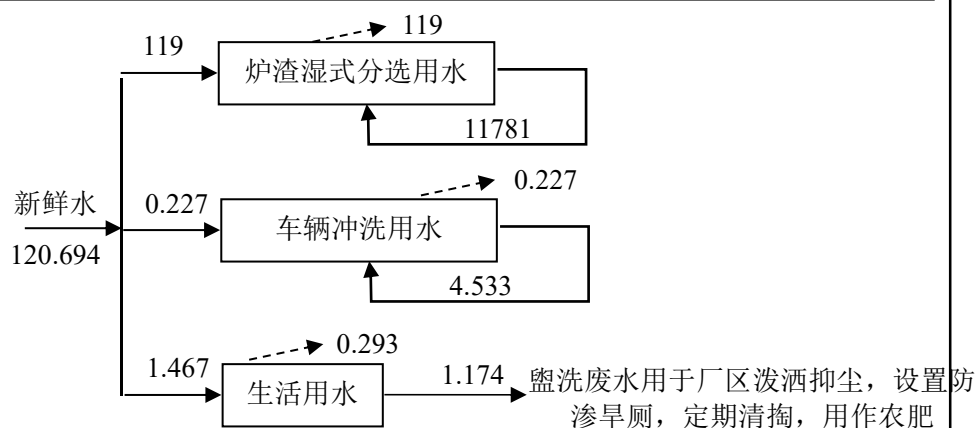 119
119
炉渣湿式分选用水
11781
新鲜水
120.694
0.227
0.227
车辆冲洗用水
4.533
1.467
0.293
生活用水
1.174
盥洗废水用于厂区泼洒抑尘，设置防
渗旱厕，定期清掏，用作农肥